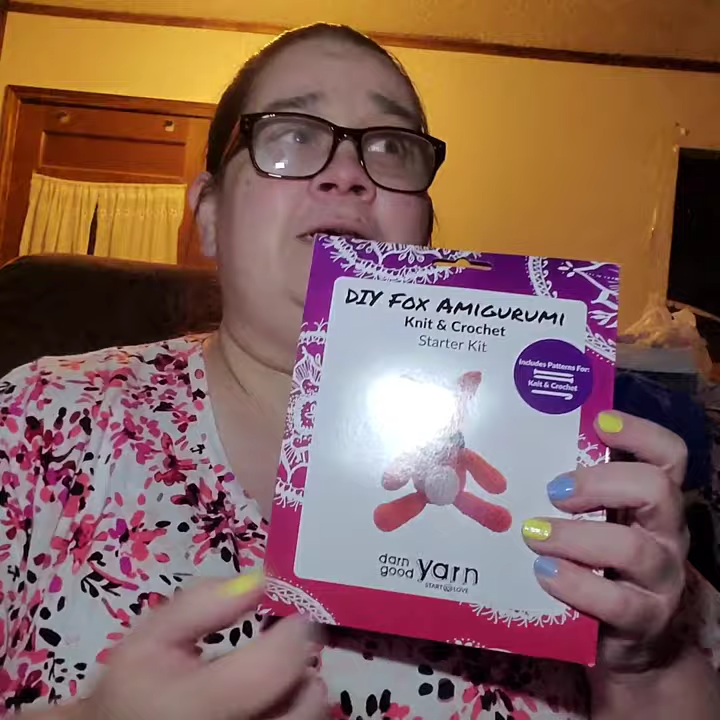 DIY Fox Amigurumi
Knit & Crochet
Starter Kit
Includes Patterns For:
Knit & Crochet
darn good yarn